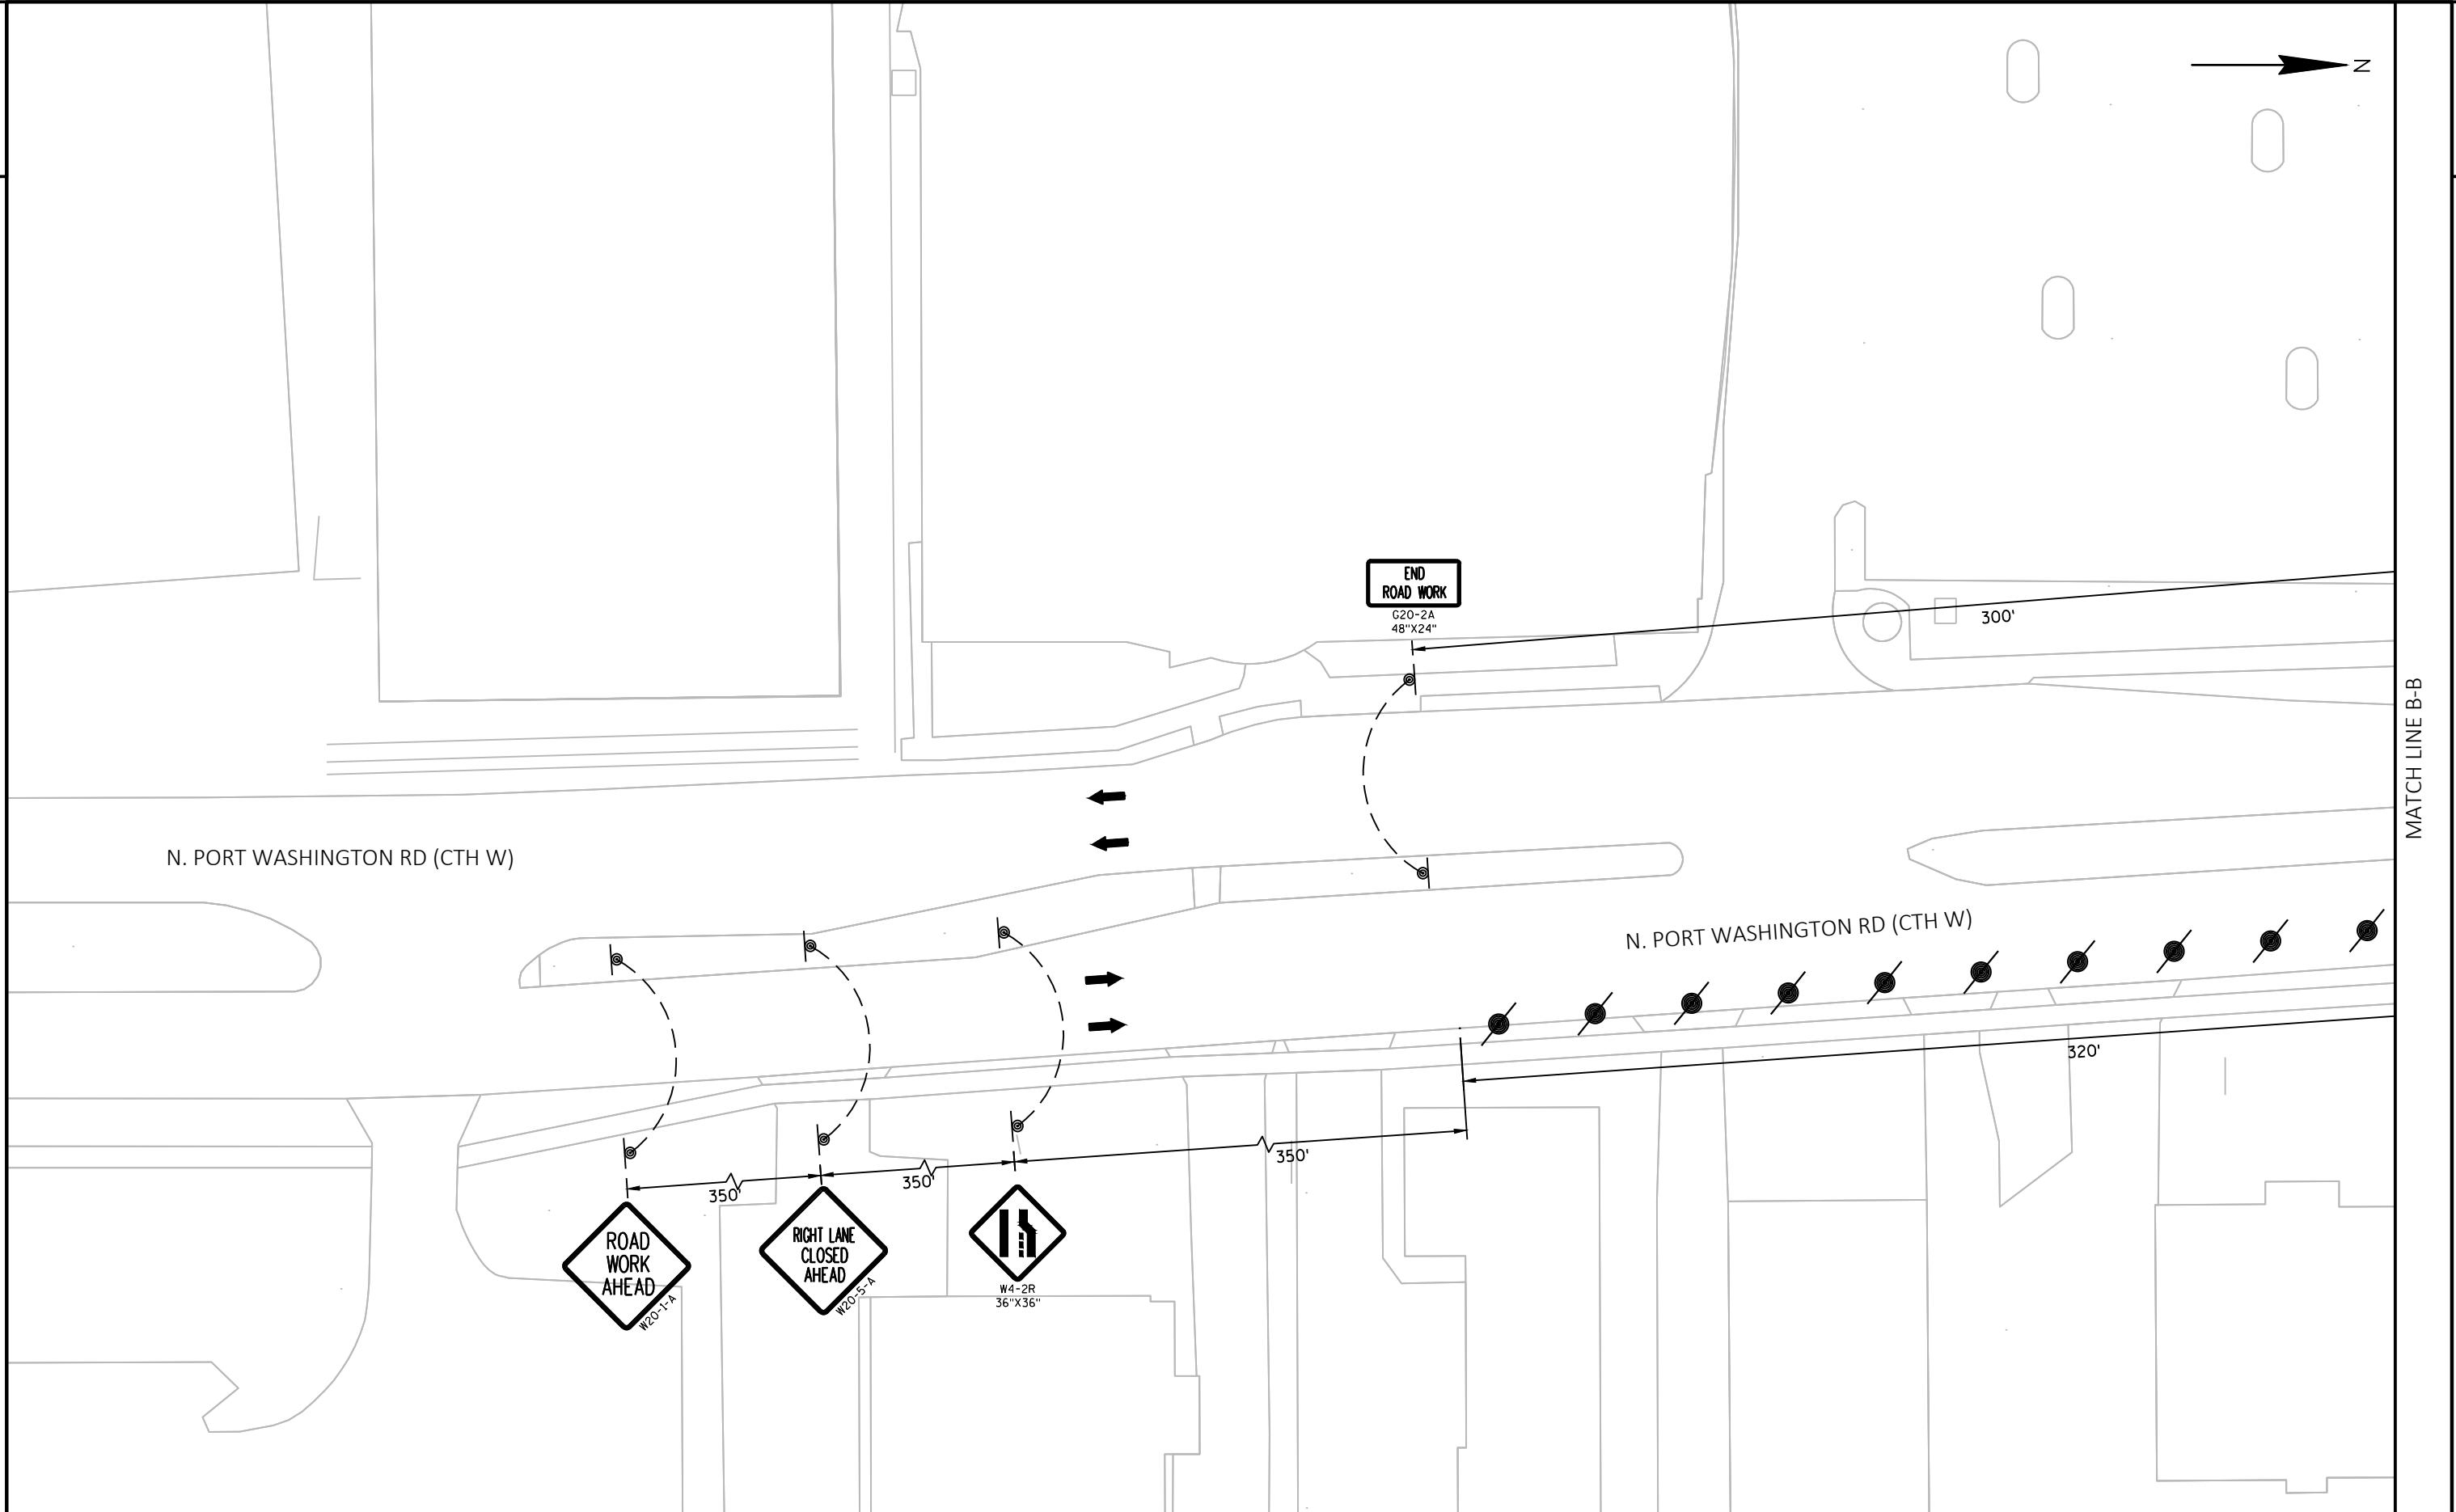 N
END
ROAD WORK
G20-2A
48"X24"
300'
MATCH LINE B-B
N. PORT WASHINGTON RD (CTH W)
N. PORT WASHINGTON RD (CTH W)
320'
350'
350'
350'
ROAD
WORK
AHEAD
W20-1-A
RIGHT LANE
CLOSED
AHEAD
W20-5-A
W4-2R
36"X36"